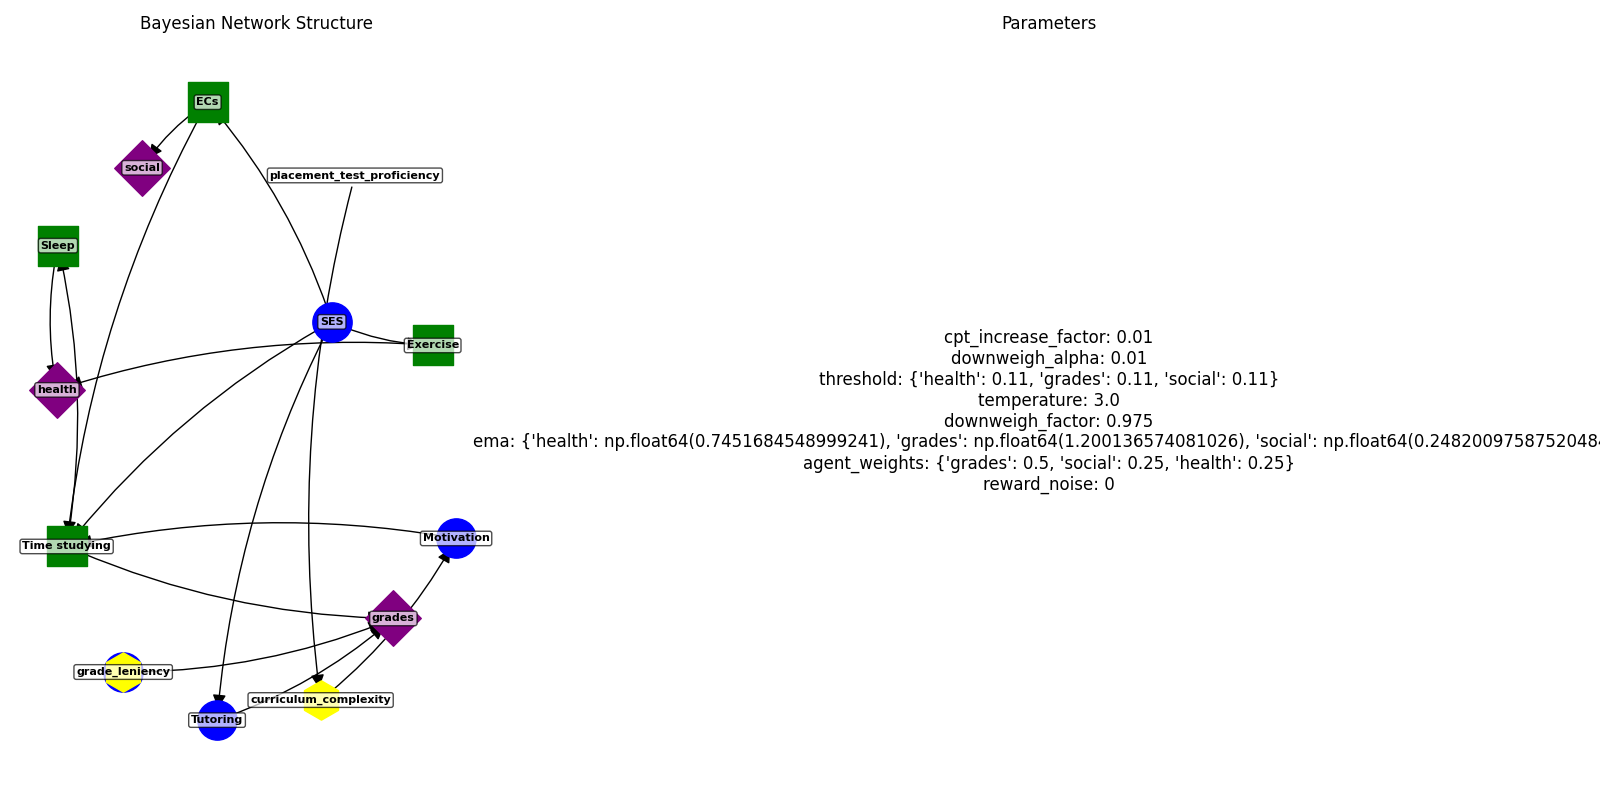 Bayesian Network Structure
Parameters
ECs
social
placement_test_proficiency
Sleep
SES
Exercise
health
Time studying
Motivation
grades
grade_leniency
curriculum_complexity
Tutoring
cpt_increase_factor: 0.01
downweigh_alpha: 0.01
threshold: {'health': 0.11, 'grades': 0.11, 'social': 0.11}
temperature: 3.0
downweigh_factor: 0.975
ema: {'health': np.float64(0.7451684548999241), 'grades': np.float64(1.200136574081026), 'social': np.float64(0.248200975875204
agent_weights: {'grades': 0.5, 'social': 0.25, 'health': 0.25}
reward_noise: 0